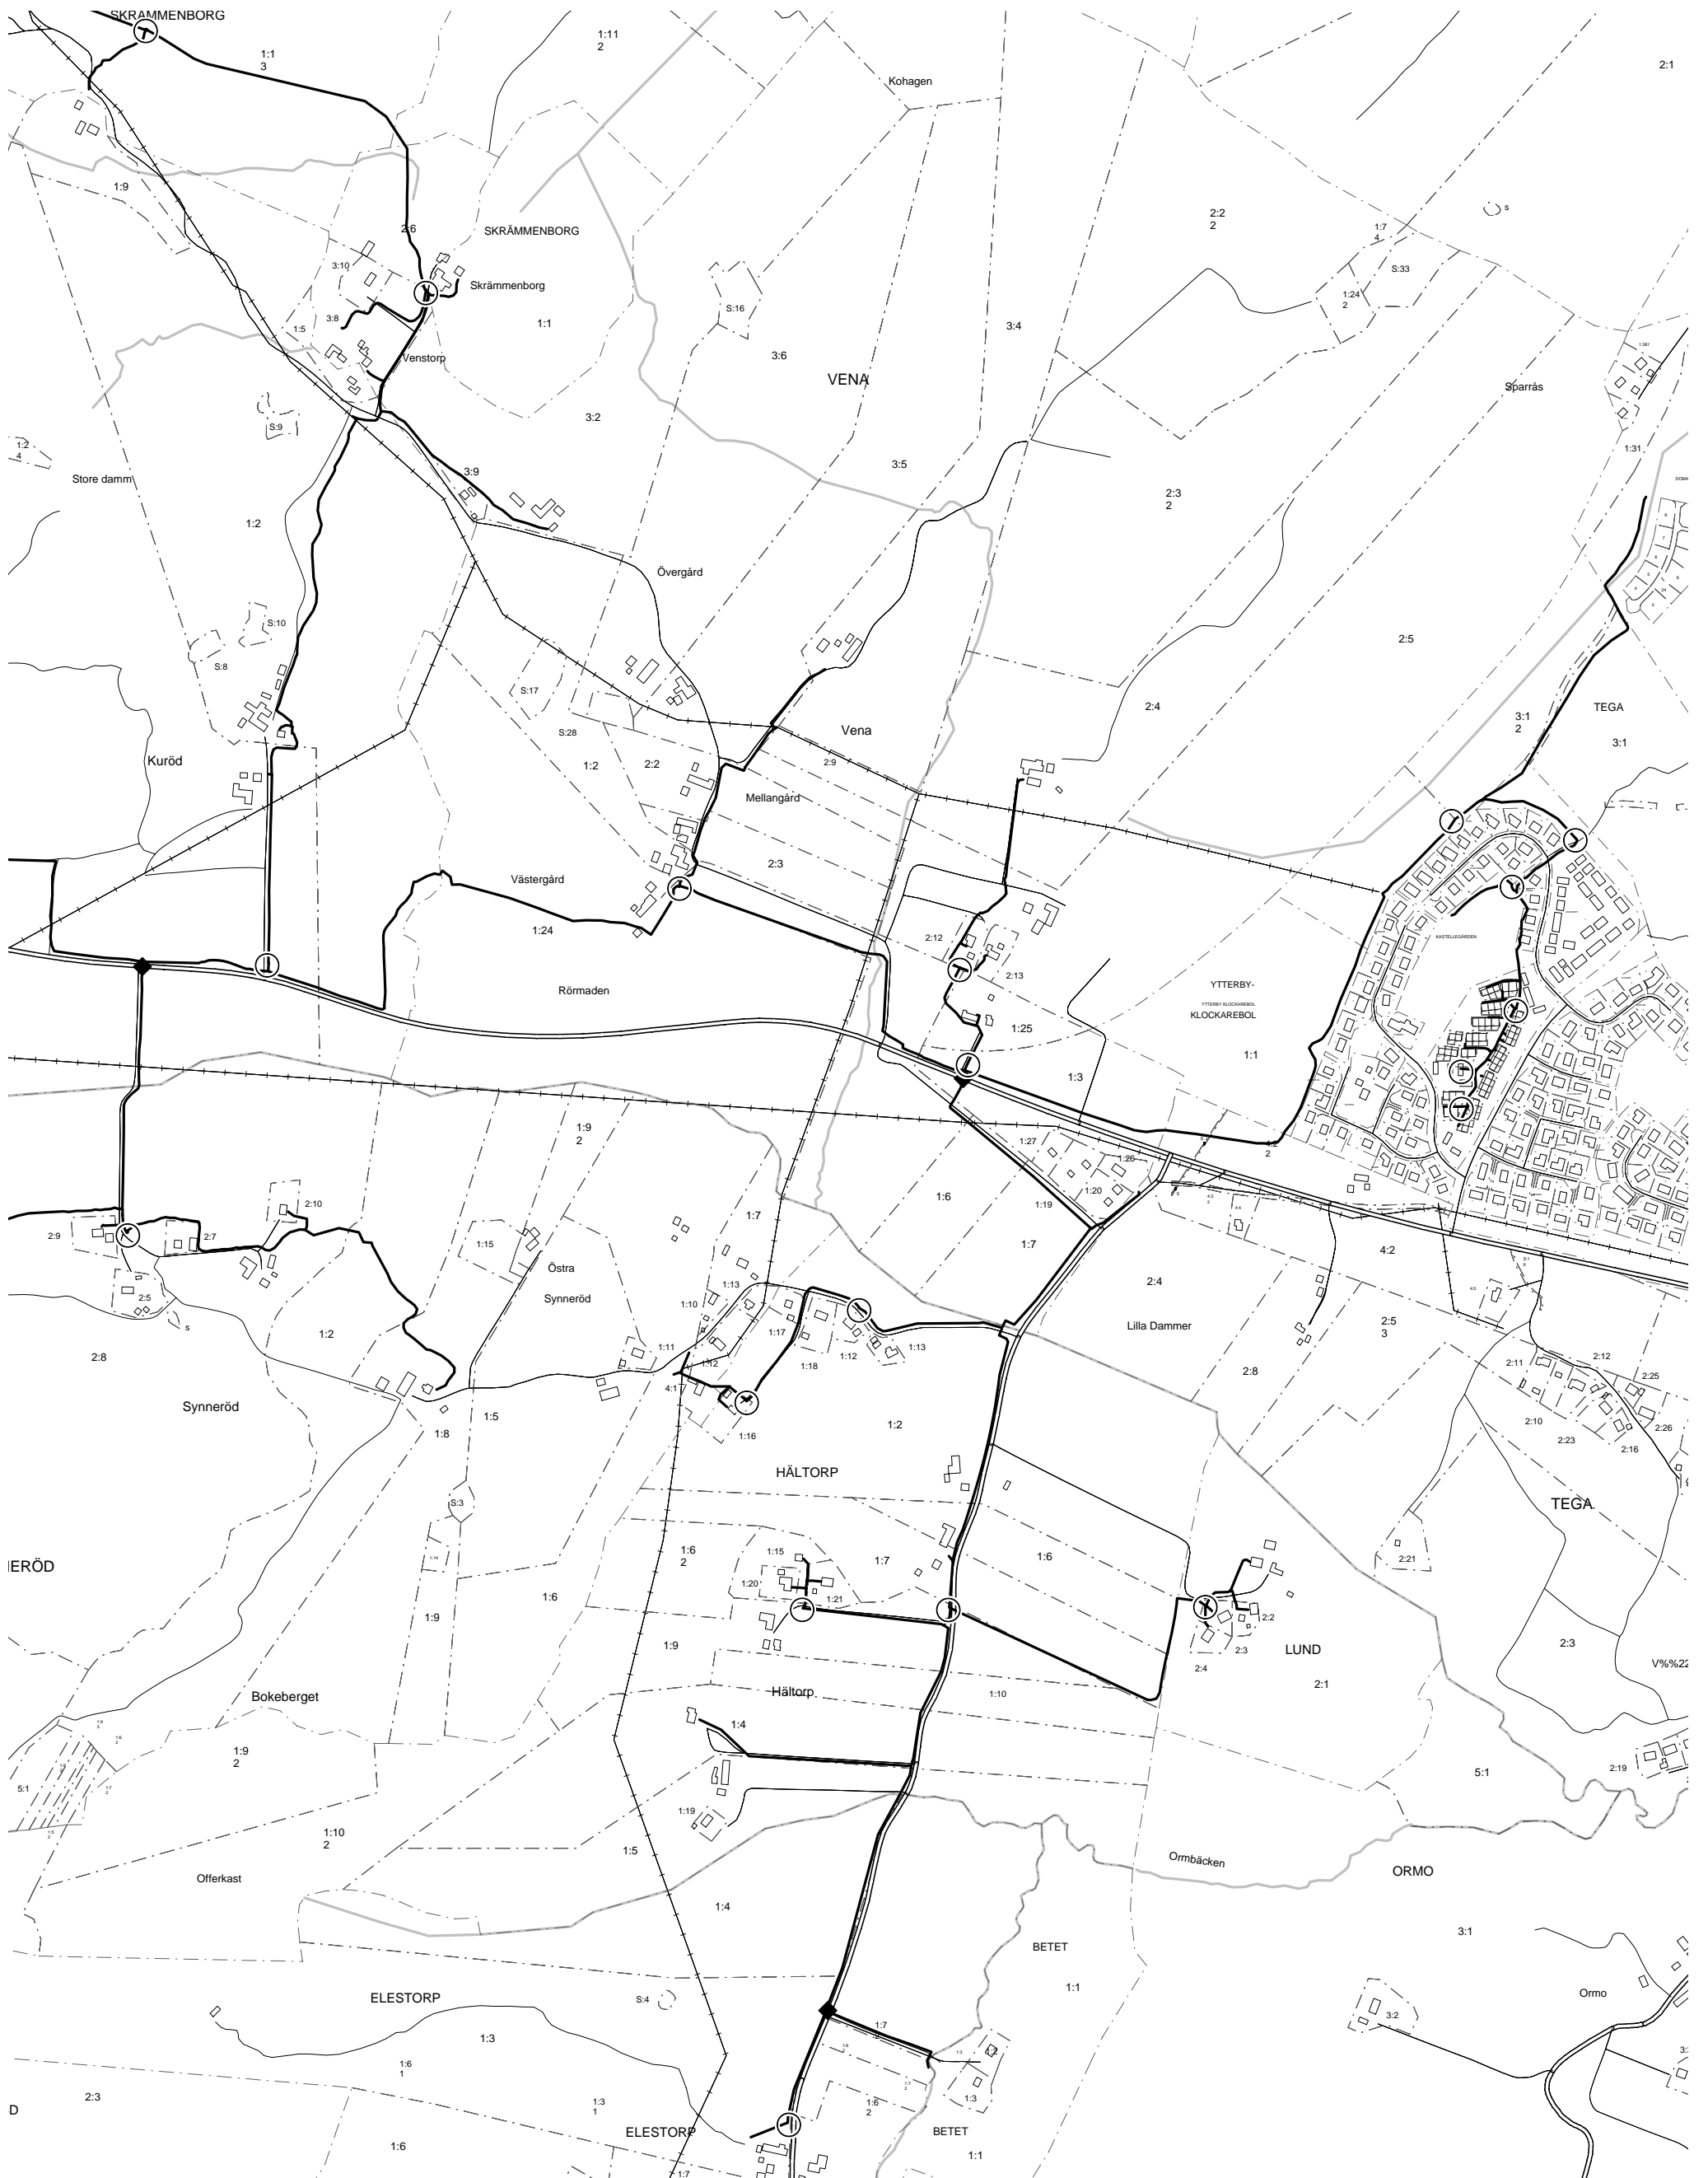 SKRAMMENBORG
1:1
3
1:11
2
Kohagen
2:1
1:9
2:6
SKRÄMMENBORG
3:10
Skrämmenborg
3:8
1:5
1:1
Venstorp
S:16
3:6
3:4
2:2
2
1:7
4
S:33
1:24
2
s
VENA
Sparrås
3:2
S:9
1:2
4
Store damm
3:9
3:5
1:31
2:3
2
1:2
Övergård
S:10
S:8
2:5
S:17
2:4
TEGA
3:1
2
3:1
S:28
Vena
Kuröd
1:2
2:2
2:9
Mellangård
2:3
Västergård
1:24
2:12
KASTELLEGÅRDEN
2:13
Rörmaden
YTTERBY-
YTTERBY KLOCKAREBOL
KLOCKAREBOL
1:25
1:1
1:3
1:9
2
1:27
1:26
2
1:6
1:20
1:19
2:10
1:7
2:9
2:7
1:15
1:7
4:2
Östra
Synneröd
2:4
1:13
1:10
2:5
1:17
Lilla Dammer
2:5
3
1:2
s
1:11
1:12
1:18
1:12
1:13
2:8
2:8
2:11
2:12
2:25
4:1
Synneröd
1:5
1:8
1:16
1:2
2:10
2:23
2:26
2:16
HÄLTORP
S:3
TEGA
1:6
2
1:15
1:7
1:6
2:21
1:20
1:21
1:6
1:9
2:2
1:9
LUND
2:3
2:3
2:4
2:1
Bokeberget
Hältorp
1:10
1:4
1:9
2
5:1
5:1
2:19
1:19
1:10
2
1:5
Ormbäcken
Offerkast
ORMO
1:4
3:1
BETET
1:1
ELESTORP
S:4
Ormo
3:2
1:7
1:3
1:6
1
2:3
1:3
1:3
1
1:6
2
ELESTORP
BETET
1:6
1:1
1:7